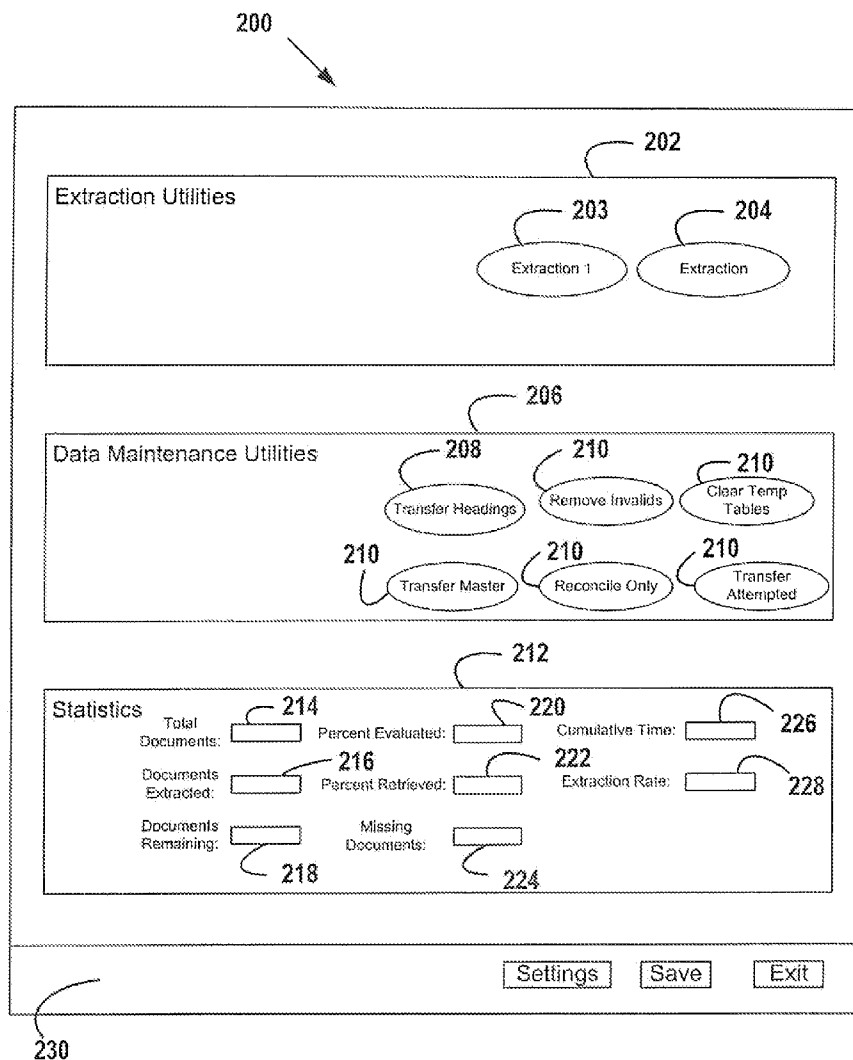 200
202
Extraction Utilities
203
204
Extraction 1
Extraction
206
Data Maintenance Utilities
208
210
210
Transfer Headings
Remove Invalids
Clear Temp
Tables
210
210
210
Transfer Master
Reconcile Only
Transfer
Attempted
212
Statistics
214
220
226
Total
Documents:
Percent Evaluated:
Cumulative Time:
216
222
228
Documents
Extracted:
Percent Retrieved:
Extraction Rate:
Documents
Remaining:
Missing
Documents:
218
224
Settings
Save
Exit
230